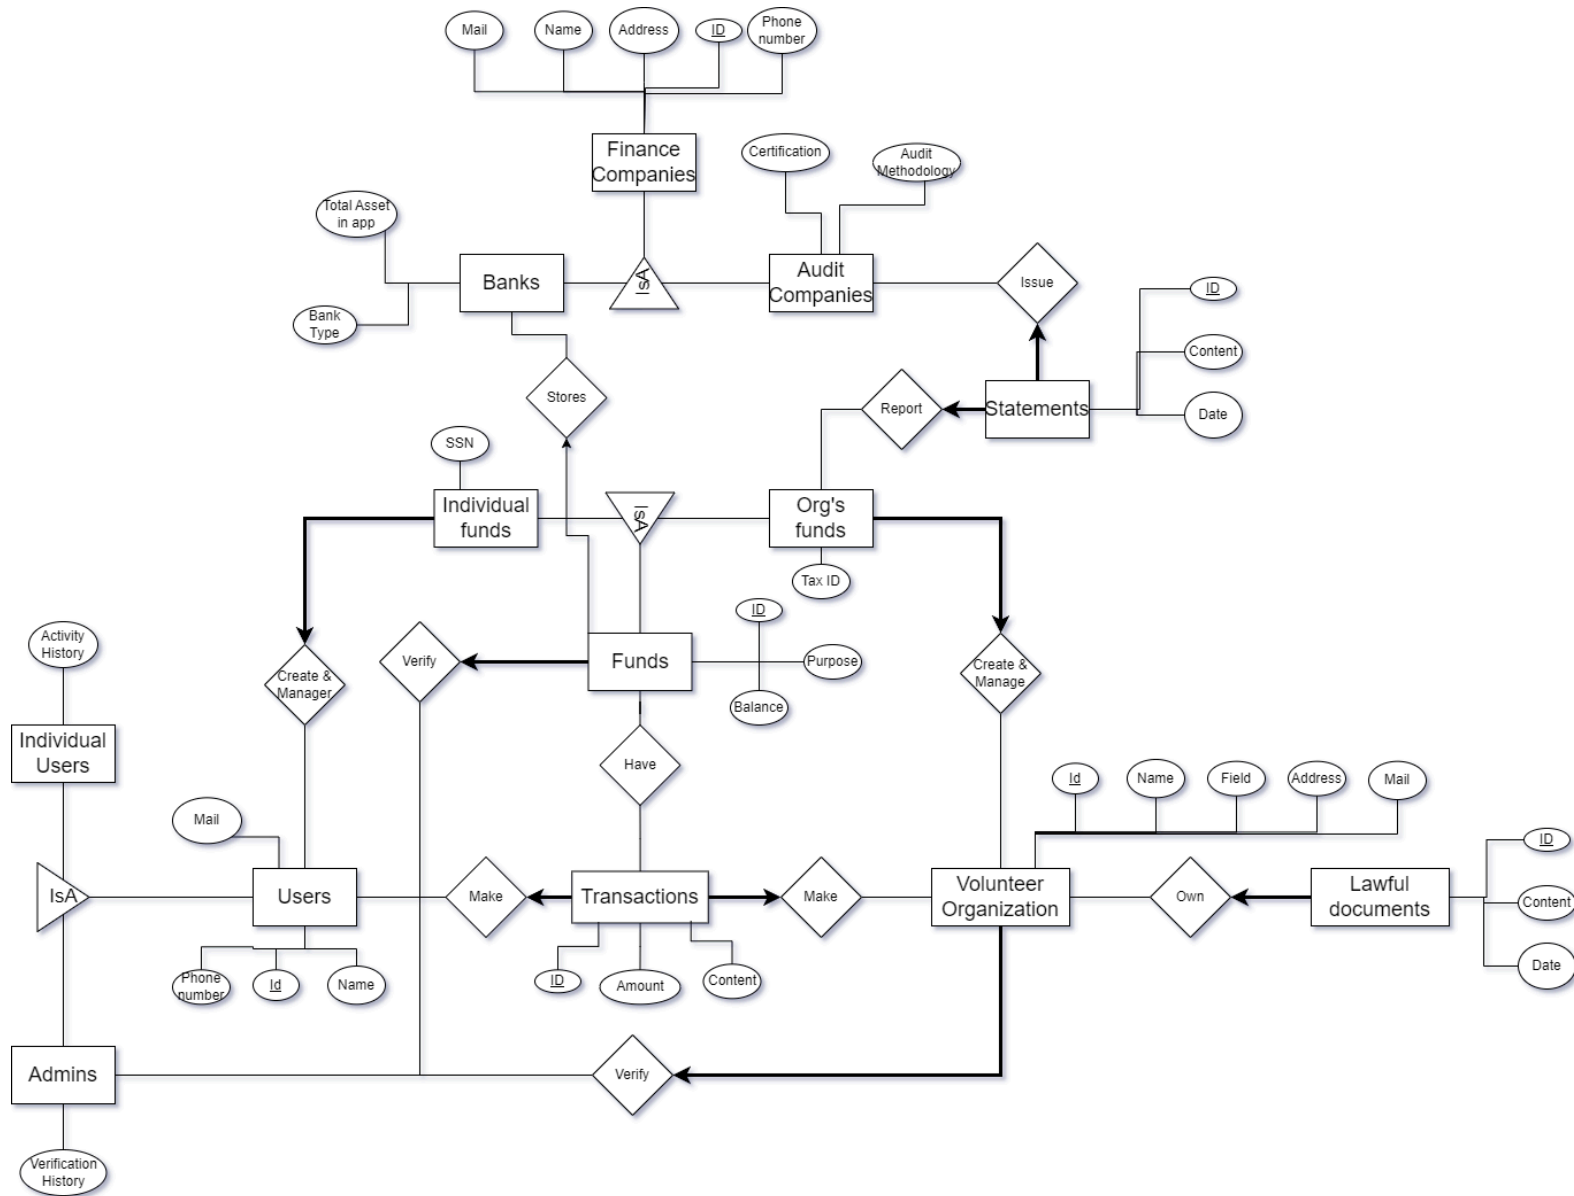 Mail
Name
Address
ID
Phone
number
Finance
Companies
Certification
Audit
Methodology
Total Asset
in app
Banks
IsA
Audit
Companies
Issue
ID
Bank
Type
Content
Stores
Report
Statements
Date
SSN
Individual
funds
IsA
Org's
funds
Tax ID
ID
Activity
History
Create &
Manager
Verify
Funds
Purpose
Create &
Manage
Balance
Individual
Users
Have
Id
Name
Field
Address
Mail
Mail
ID
IsA
Users
Make
Transactions
Make
Volunteer
Organization
Own
Lawful
documents
Content
Phone
number
Id
Name
ID
Amount
Content
Date
Admins
Verify
Verification
History